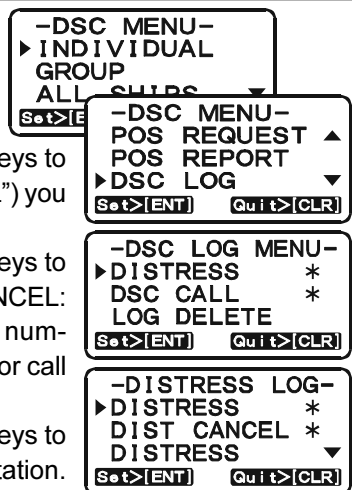 -DSC MENU-
▶INDIVIDUAL
GROUP
ALL SHIPS ▼
Set>[E
-DSC MENU-
POS REQUEST ▲
POS REPORT
▶DSC LOG ▼
Set>[ENT] Quit>[CLR]
eys to
”) you
-DSC LOG MENU-
▶DISTRESS *
DSC CALL *
LOG DELETE
Set>[ENT] Quit>[CLR]
eys to
NCEL:
num-
or call
-DISTRESS LOG-
▶DISTRESS *
DIST CANCEL *
DISTRESS ▼
Set>[ENT] Quit>[CLR]
eys to
tation.